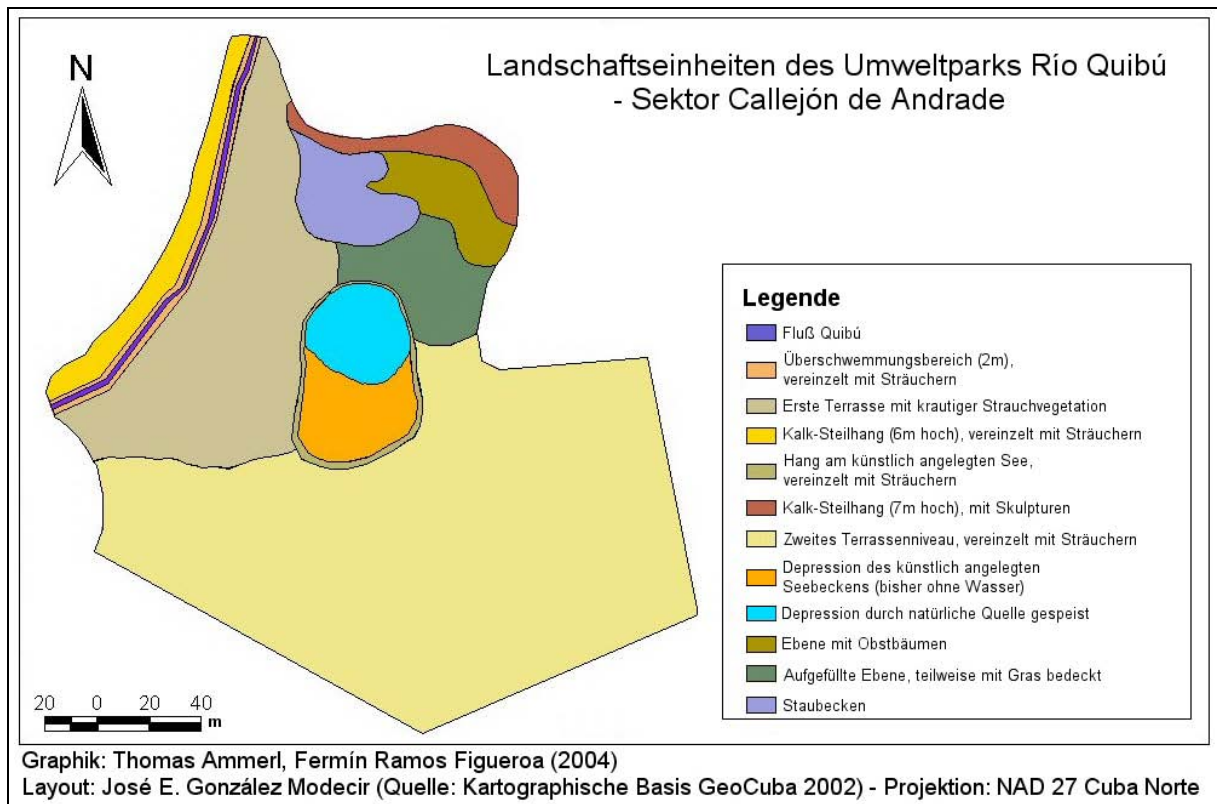 Landschaftseinheiten des Umweltparks Río Quibú
- Sektor Callejón de Andrade
N
Legende
Fluß Quibú
Überschwemmungsbereich (2m),
vereinzelt mit Sträuchern
Erste Terrasse mit krautiger Strauchvegetation
Kalk-Steilhang (6m hoch), vereinzelt mit Sträuchern
Hang am künstlich angelegten See,
vereinzelt mit Sträuchern
Kalk-Steilhang (7m hoch), mit Skulpturen
Zweites Terrassenniveau, vereinzelt mit Sträuchern
Depression des künstlich angelegten
Seebeckens (bisher ohne Wasser)
Depression durch natürliche Quelle gespeist
Ebene mit Obstbäumen
Aufgefüllte Ebene, teilweise mit Gras bedeckt
Staubecken
20 0 20 40
m
Graphik: Thomas Ammerl, Fermín Ramos Figueroa (2004)
Layout: José E. González Modecir (Quelle: Kartographische Basis GeoCuba 2002) - Projektion: NAD 27 Cuba Norte